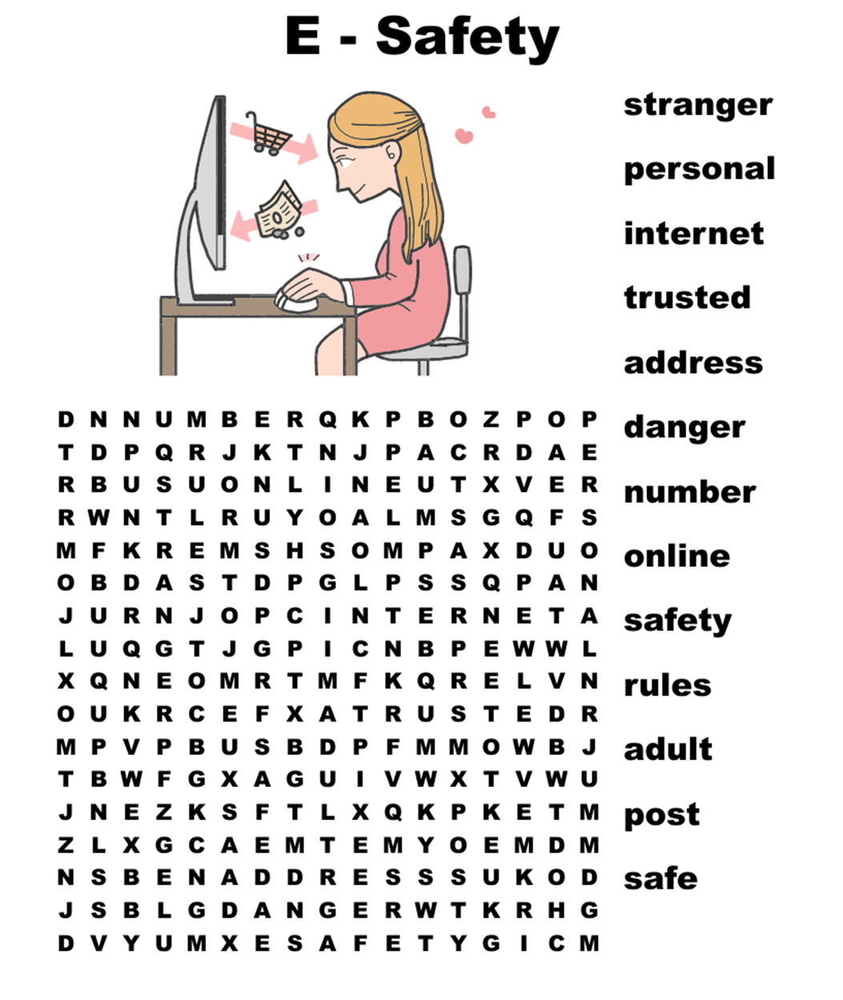 E - Safety
stranger
personal
internet
trusted
address
danger
number
online
safety
rules
adult
post
safe
D N N U M B E R Q K P B O Z P O P
T D P Q R J K T N J P A C R D A E
R B U S U O N L I N E U T X V E R
R W N T L R U Y O A L M S G Q F S
M F K R E M S H S O M P A X D U O
O B D A S T D P G L P S S Q P A N
J U R N J O P C I N T E R N E T A
L U Q G T J G P I C N B P E W W L
X Q N E O M R T M F K Q R E L V N
O U K R C E F X A T R U S T E D R
M P V P B U S B D P F M M O W B J
T B W F G X A G U I V W X T V W U
J N E Z K S F T L X Q K P K E T M
Z L X G C A E M T E M Y O E M D M
N S B E N A D D R E S S S U K O D
J S B L G D A N G E R W T K R H G
D V Y U M X E S A F E T Y G I C M